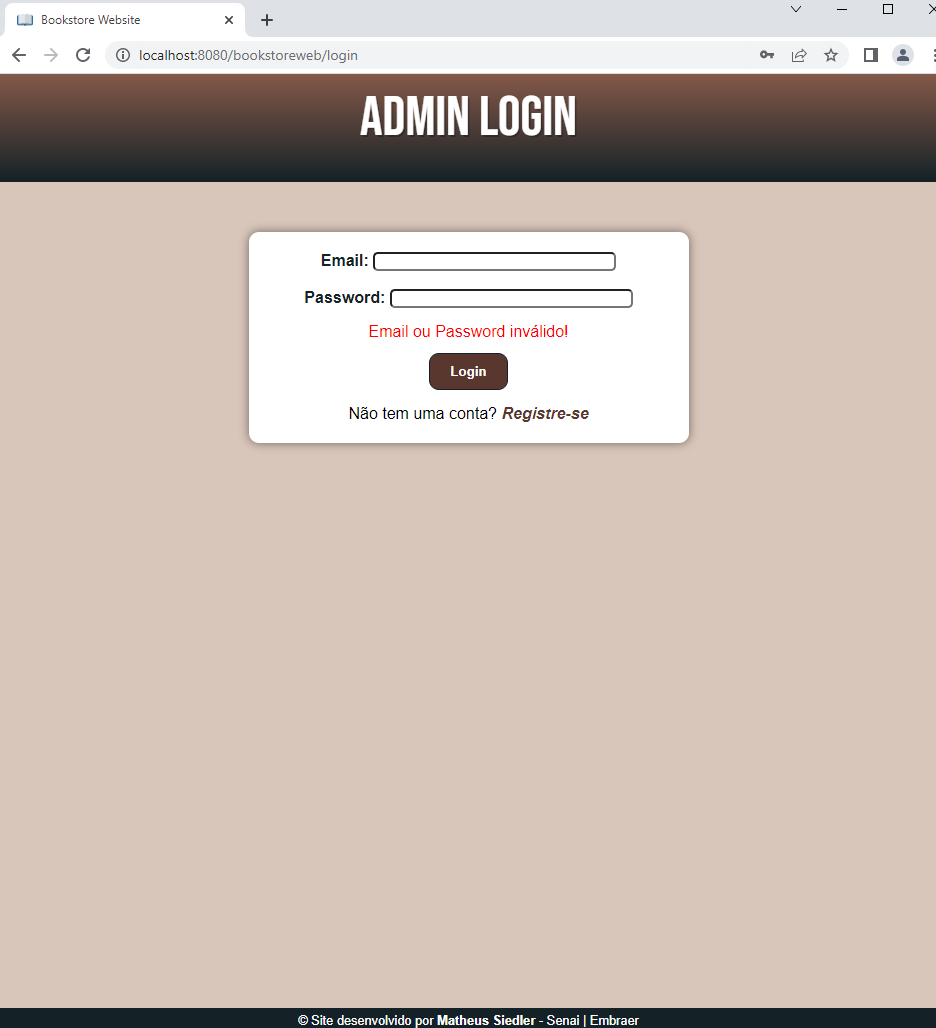 Bookstore Website
localhost:8080/bookstoreweb/login
ADMIN LOGIN
Email:
Password:
Email ou Password inválido!
Login
Não tem uma conta? Registre-se
© Site desenvolvido por Matheus Siedler - Senai | Embraer